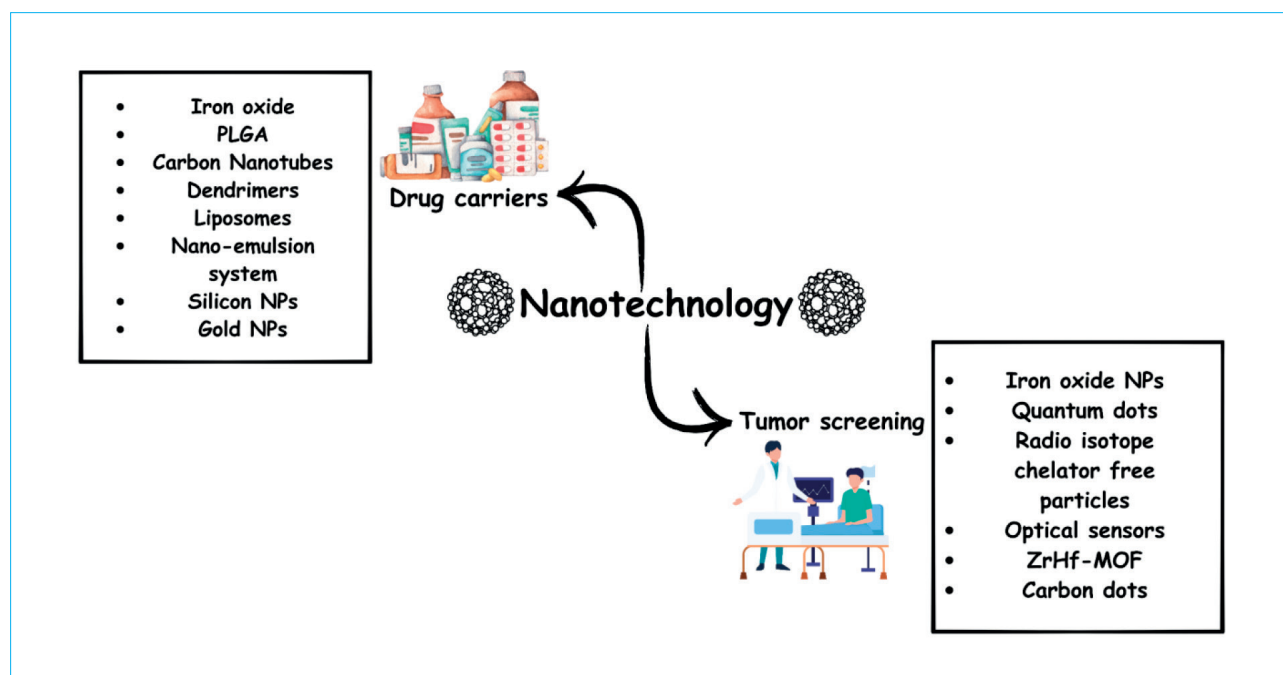 • Iron oxide
• PLGA
• Carbon Nanotubes
• Dendrimers
• Liposomes
• Nano-emulsion
system
• Silicon NPs
• Gold NPs
Drug carriers
Nanotechnology
Tumor screening
• Iron oxide NPs
• Quantum dots
• Radio isotope
chelator free
particles
• Optical sensors
• ZrHf-MOF
• Carbon dots